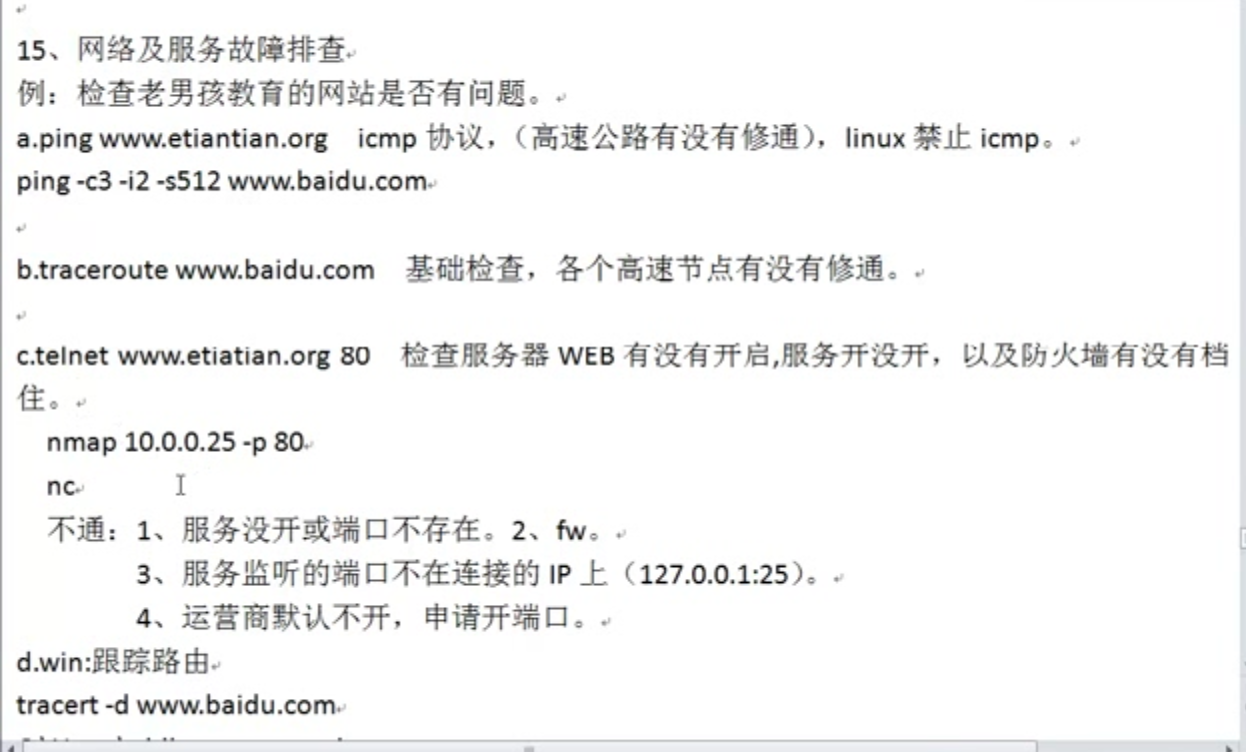 15、网络及服务故障排查
例：检查老男孩教育的网站是否有问题。
a.ping www.etiantian.org icmp 协议，（高速公路有没有修通），linux 禁止 icmp。
ping -c3 -i2 -s512 www.baidu.com
b.traceroute www.baidu.com 基础检查，各个高速节点有没有修通。
c.telnet www.etiatian.org 80 检查服务器 WEB 有没有开启,服务开没开，以及防火墙有没有档
住。
nmap 10.0.0.25 -p 80
nc
不通：1、服务没开或端口不存在。2、fw。
3、服务监听的端口不在连接的 IP 上（127.0.0.1:25）。
4、运营商默认不开，申请开端口。
d.win:跟踪路由
tracert -d www.baidu.com